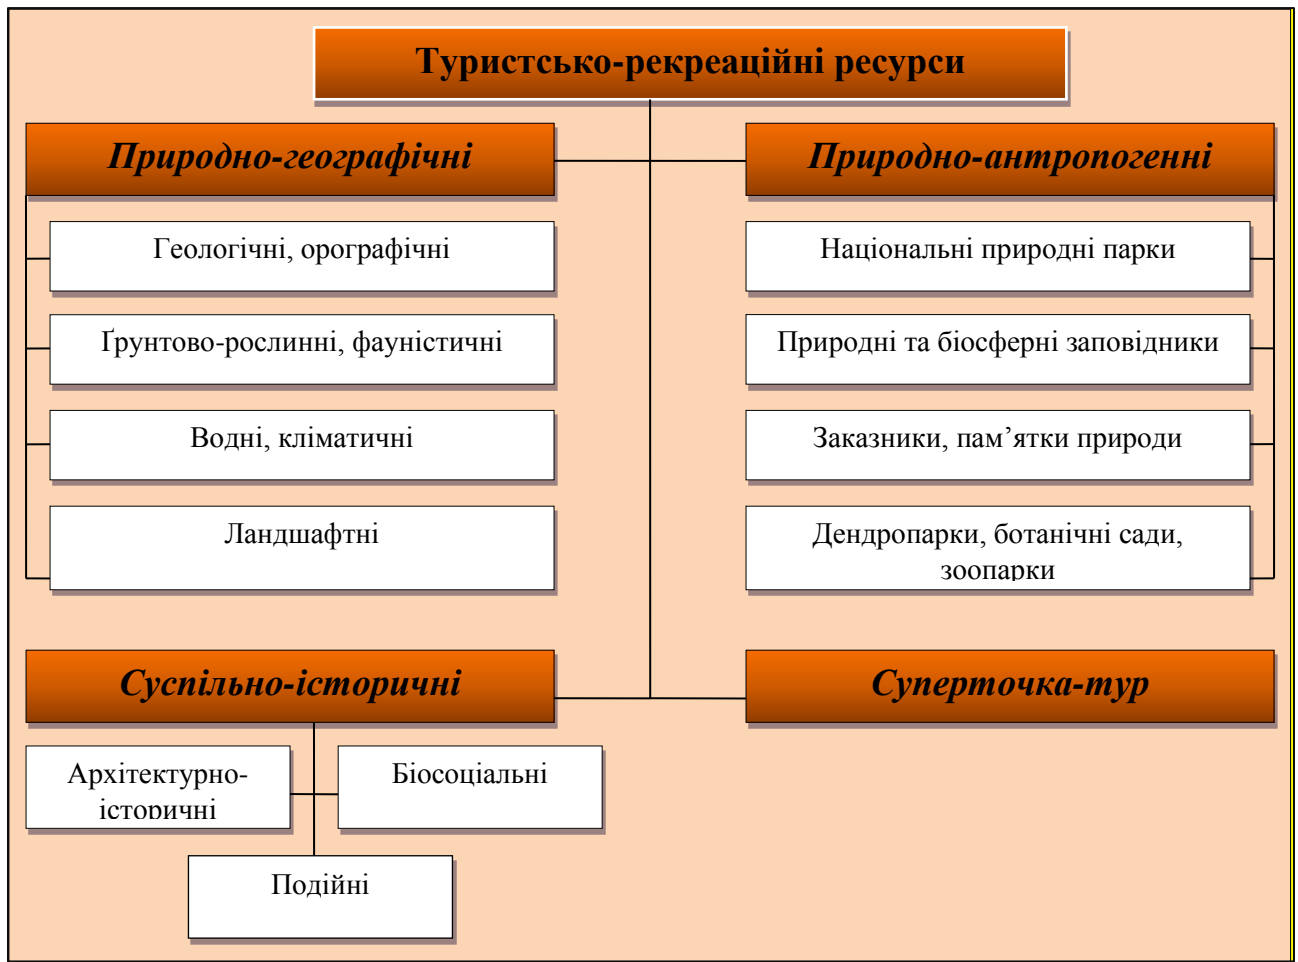 Туристсько-рекреаційні ресурси
Природно-географічні
Природно-антропогенні
Геологічні, орографічні
Національні природні парки
Ґрунтово-рослинні, фауністичні
Природні та біосферні заповідники
Водні, кліматичні
Заказники, пам’ятки природи
Ландшафтні
Дендропарки, ботанічні сади,
зоопарки
Суспільно-історичні
Суперточка-тур
Архітектурно-
історичні
Біосоціальні
Подійні